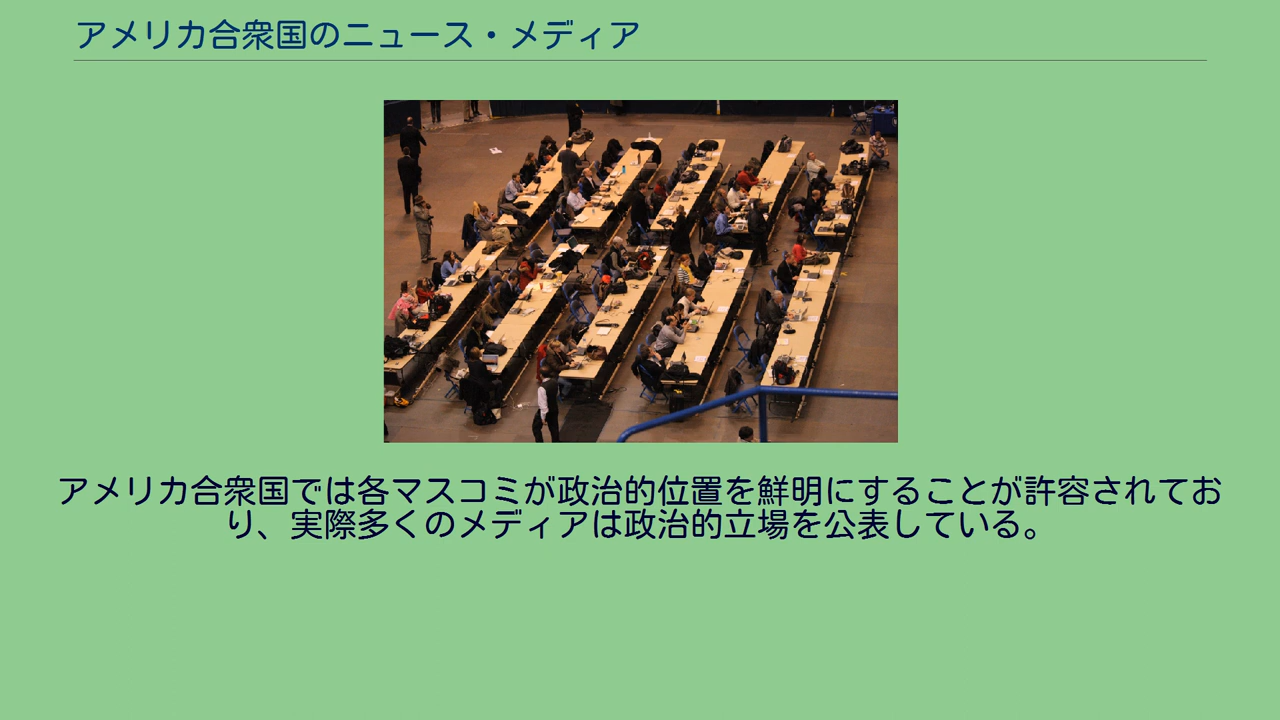 アメリカ合衆国のニュース・メディア
アメリカ合衆国では各マスコミが政治的位置を鮮明にすることが許容されてお
り、実際多くのメディアは政治的立場を公表している。